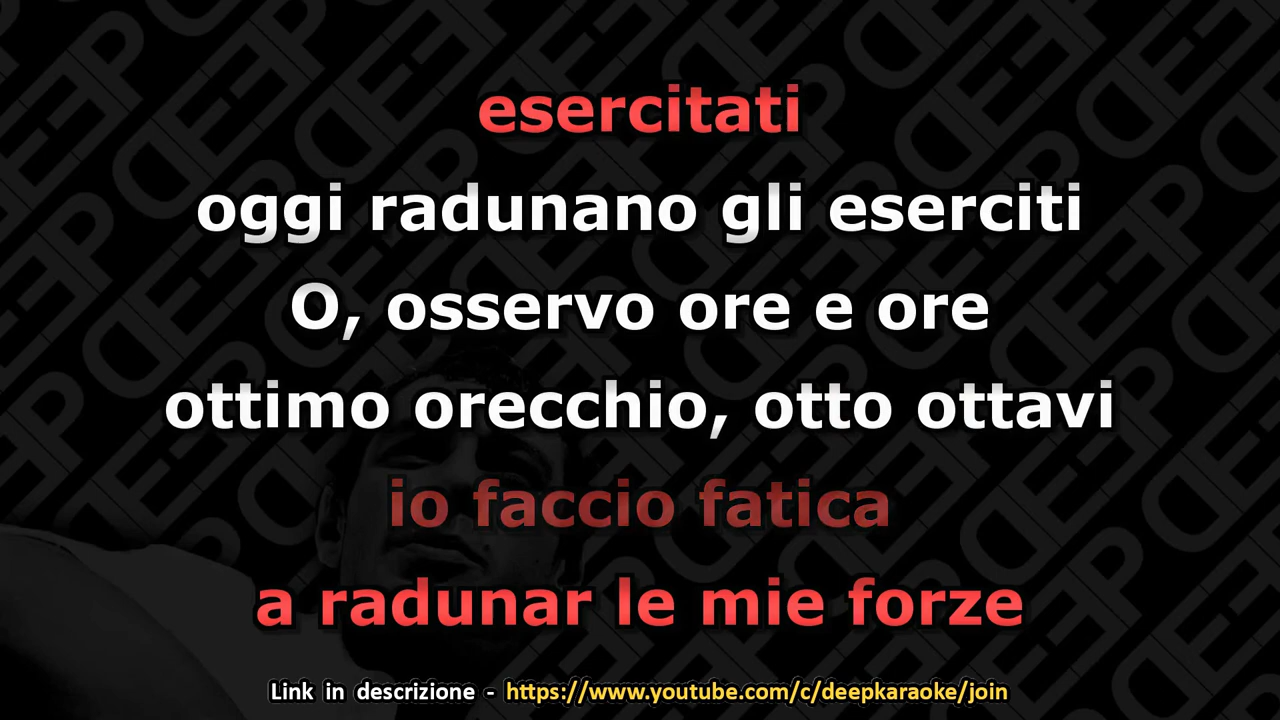 esercitati
oggi radunano gli eserciti
O, osservo ore e ore
ottimo orecchio, otto ottavi
io faccio fatica
a radunar le mie forze
Link in descrizione - https://www.youtube.com/c/deepkaraoke/join